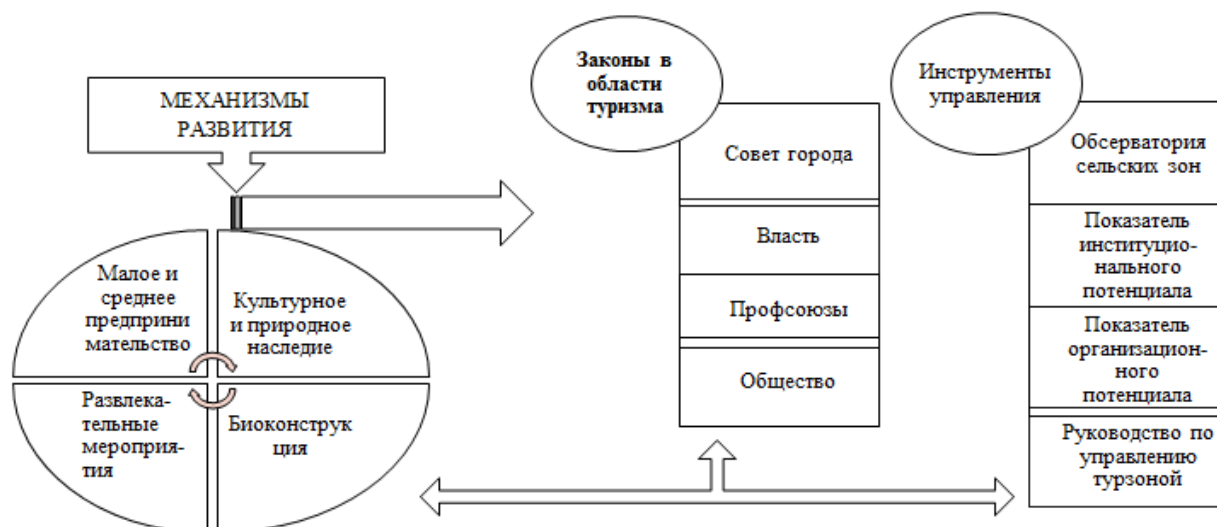 МЕХАНИЗМЫ
РАЗВИТИЯ
Малое и
среднее
предприни
мательство
Культурное
и природное
наследие
Развлека-
тельные
мероприя-
тия
Биоконструк
ция
Законы в
области
туризма
Совет города
Власть
Профсоюзы
Общество
Инструменты
управления
Обсерватория
сельских зон
Показатель
институцио-
нального
потенциала
Показатель
организацион-
ного
потенциала
Руководство по
управлению
турзоной